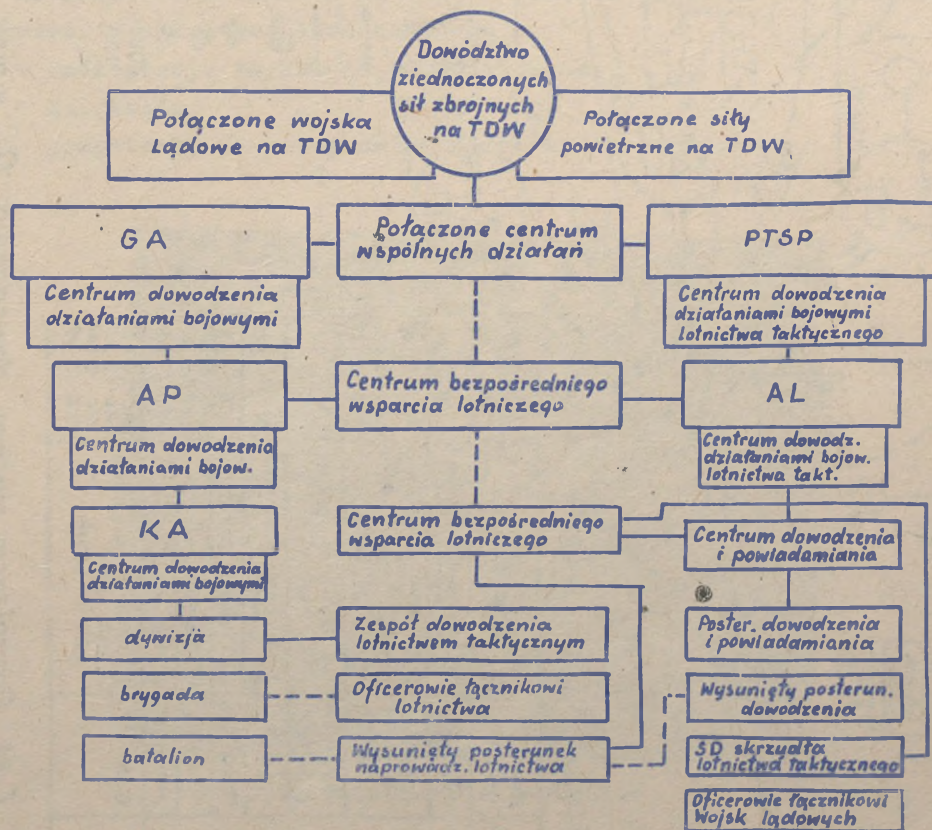 Dowództwo
ziednoczonych
sił zbrojnych
na TDW
Połączone wojska
Lądowe na TDW
Połączone siły
powietrzne na TDW
GA
Połączone centrum
wspólnych działań
PTSP
Centrum dowodzenia
działaniami bojowymi
Centrum dowodzenia
działaniami bojowymi
lotnictwa taktycznego
AP
Centrum bezpośredniego
wsparcia lotniczego
AL
Centrum dowodzenia
działaniami bojow.
Centrum dowodz.
działaniami bojow.
lotnictwa takt.
KA
Centrum bezpośredniego
wsparcia lotniczego
Centrum dowodzenia
i powiadamiania
Centrum dowodzenia
działaniami bojowymi
dywizja
Zespół dowodzenia
lotnictwem taktycznym
Poster. dowodzenia
i powiadamiania
brygada
Oficerowie łącznikowi
lotnictwa
Wysunięty posterun.
dowodzenia
batalion
Wysunięty posterunek
naprowadz. lotnictwa
SD skrzydła
lotnictwa taktycznego
Oficerowie łącznikowi
Wojsk lądowych